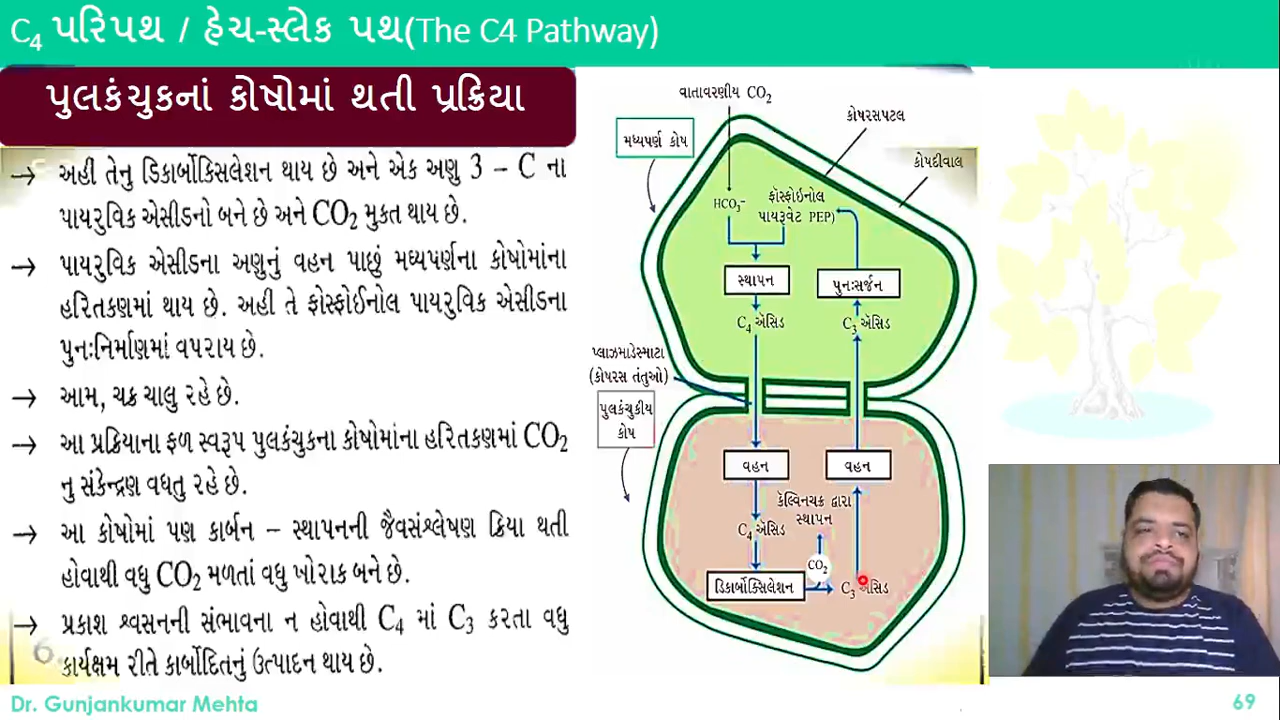 C4 પરિપથ / હેચ-સ્લેક પથ(The C4 Pathway)
પુલકંચુકનાં કોષોમાં થતી પ્રક્રિયા
→ અહીં તેનુ ડિકાર્બોક્સિલેશન થાય છે અને એક અણુ 3 – C ના
પાયરુવિક એસીડનો બને છે અને CO2 મુક્ત થાય છે.
→ પાયરુવિક એસીડના અણુનું વહન પાછું મધ્યપર્ણના કોષોમાંના
હરિતકણમાં થાય છે. અહીં તે ફોસ્ફોઈનોલ પાયરુવિક એસીડના
પુનઃનિર્માણમાં વપરાય છે.
→ આમ, ચક્ર ચાલુ રહે છે.
→ આ પ્રક્રિયાના ફળ સ્વરૂપ પુલકંચુકના કોષોમાંના હરિતકણમાં CO2
નુ સંકેન્દ્રણ વધતુ રહે છે.
→ આ કોષોમાં પણ કાર્બન – સ્થાપનની જૈવસંશ્લેષણ ક્રિયા થતી
હોવાથી વધુ CO2 મળતાં વધુ ખોરાક બને છે.
→ પ્રકાશ શ્વસનની સંભાવના ન હોવાથી C4 માં C3 કરતા વધુ
કાર્યક્ષમ રીતે કાર્બોદિતનું ઉત્પાદન થાય છે.
વાતાવરણીય CO2
કોષરસપટલ
મધ્યપર્ણ કોષ
કોષદીવાલ
HCO3⁻
ફૉસ્ફોઈનોલ
પાયરૂવેટ PEP)
સ્થાપન
પુનઃસર્જન
C4 ઍસિડ
C3 ઍસિડ
પ્લાઝમાડેસ્માટા
(કોષરસ તંતુઓ)
પુલકંચુકીય
કોષ
વહન
વહન
કૅલ્વિનચક્ર દ્વારા
સ્થાપન
C4 ઍસિડ
CO2
ડિકાર્બોક્સિલેશન
C3 ઍસિડ
Dr. Gunjankumar Mehta
69